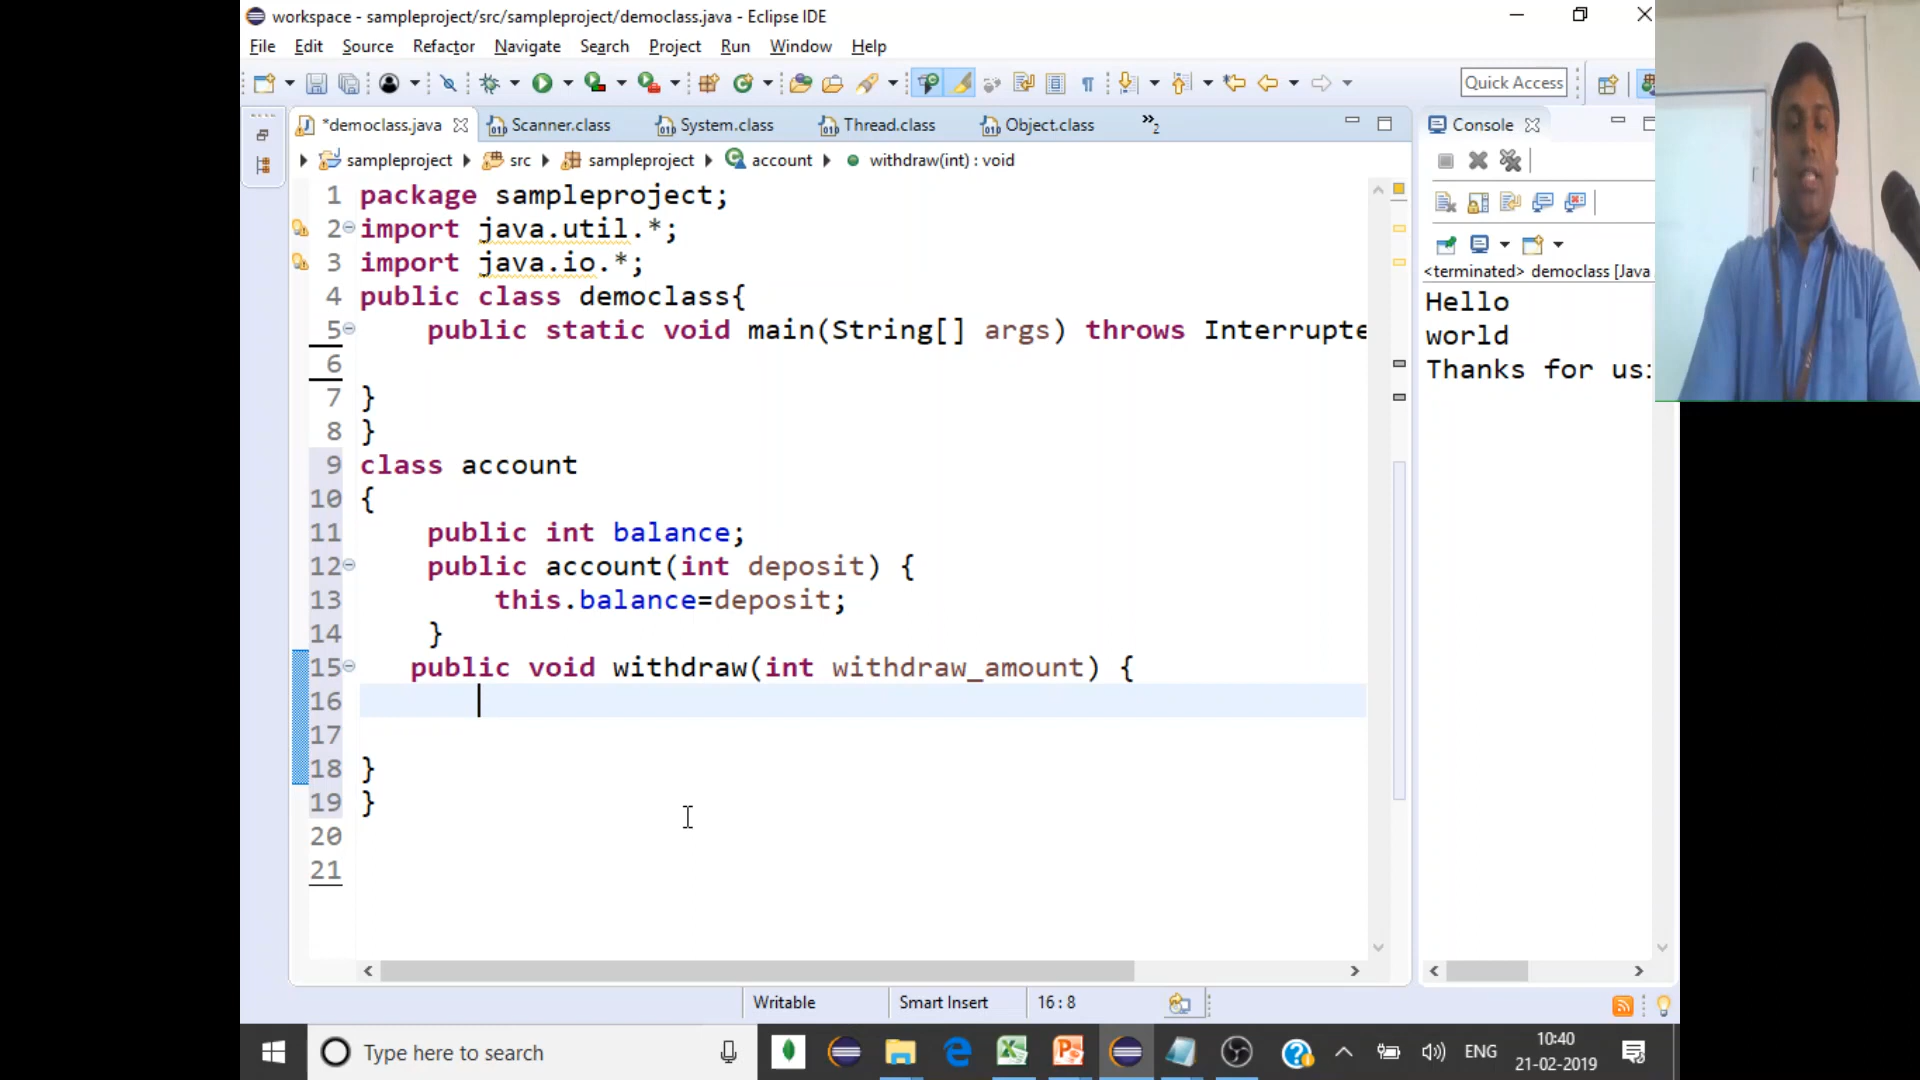 workspace - sampleproject/src/sampleproject/democlass.java - Eclipse IDE
File Edit Source Refactor Navigate Search Project Run Window Help
Quick Access
*democlass.java Scanner.class System.class Thread.class Object.class »2 Console
sampleproject src sampleproject account withdraw(int) : void
1 package sampleproject;
2 import java.util.*;
3 import java.io.*;
4 public class democlass{
5 public static void main(String[] args) throws Interrupte
6
7 }
8 }
9 class account
10 {
11 public int balance;
12 public account(int deposit) {
13 this.balance=deposit;
14 }
15 public void withdraw(int withdraw_amount) {
16
17
18 }
19 }
20
21
<terminated> democlass [Java
Hello
world
Thanks for us
Writable Smart Insert 16 : 8
Type here to search
ENG
10:40
21-02-2019